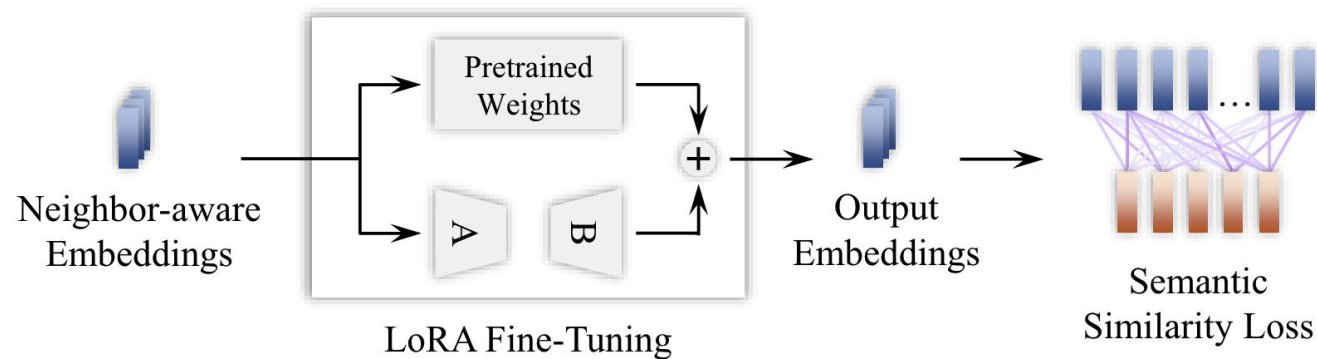 Neighbor-aware
Embeddings
Pretrained
Weights
A
B
+
LoRA Fine-Tuning
Output
Embeddings
...
Semantic
Similarity Loss